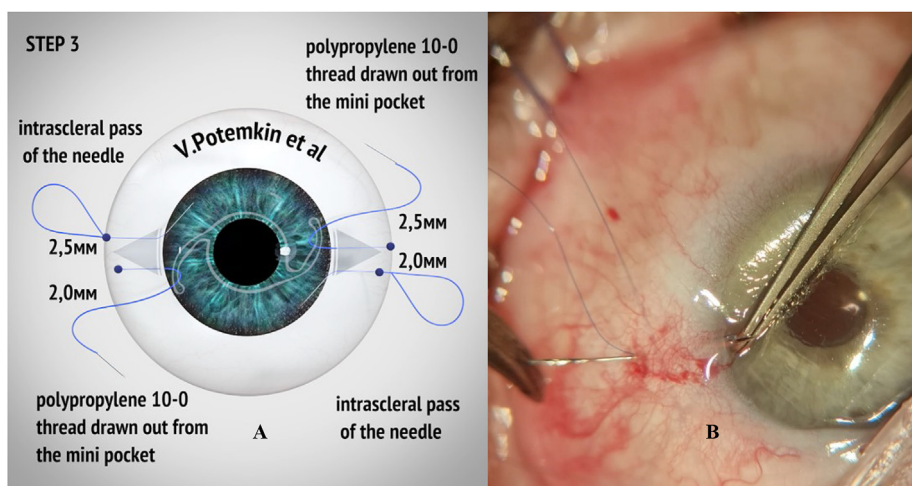 STEP 3
polypropylene 10-0
thread drawn out from
the mini pocket
intrascleral pass
of the needle
V.Potemkin et al
2,5мм
2,0мм
2,5мм
2,0мм
polypropylene 10-0
thread drawn out from
the mini pocket
intrascleral pass
of the needle
A
B